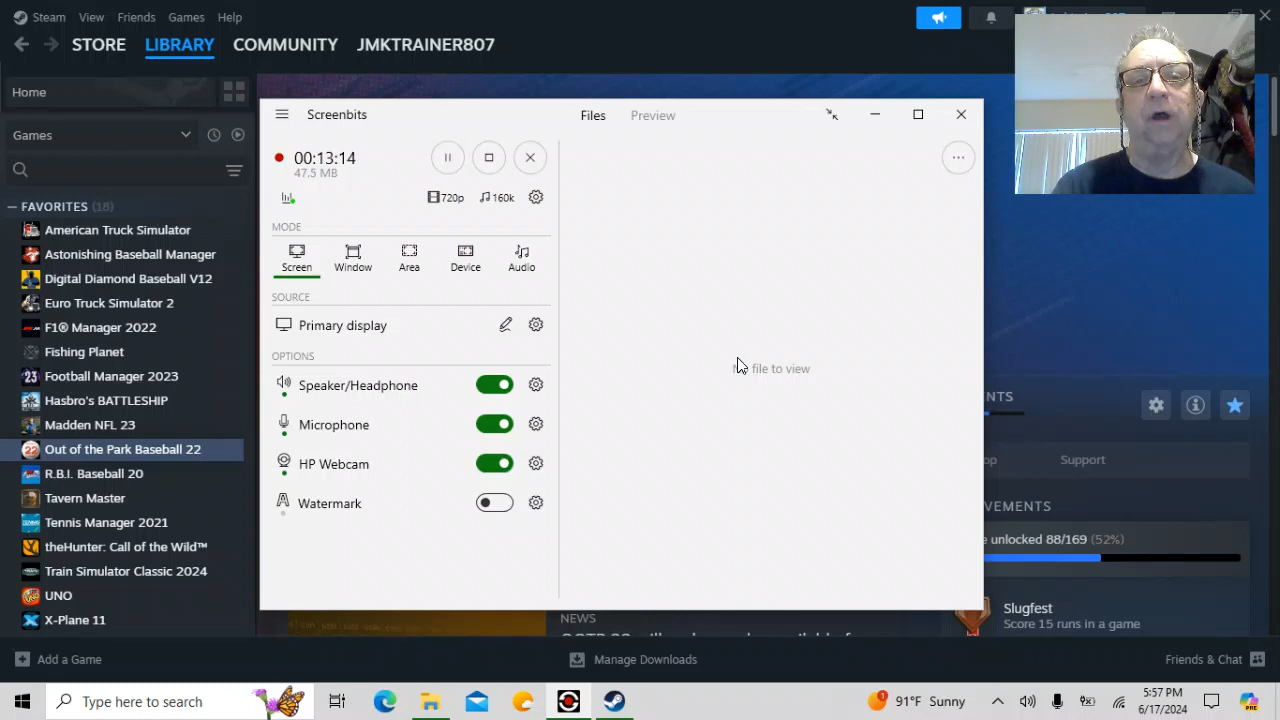 Steam View Friends Games Help
STORE LIBRARY COMMUNITY JMKTRAINER807
Home
Games
FAVORITES (18)
American Truck Simulator
Astonishing Baseball Manager
Digital Diamond Baseball V12
Euro Truck Simulator 2
F1® Manager 2022
Fishing Planet
Football Manager 2023
Hasbro's BATTLESHIP
Madden NFL 23
Out of the Park Baseball 22
R.B.I. Baseball 20
Tavern Master
Tennis Manager 2021
theHunter: Call of the Wild™
Train Simulator Classic 2024
UNO
X-Plane 11
Screenbits
Files Preview
00:13:14
47.5 MB
720p 160k
MODE
Screen Window Area Device Audio
SOURCE
Primary display
OPTIONS
Speaker/Headphone
Microphone
HP Webcam
Watermark
file to view
Support
unlocked 88/169 (52%)
Slugfest
Score 15 runs in a game
NEWS
Add a Game
Manage Downloads
Friends & Chat
Type here to search
91°F Sunny
5:57 PM
6/17/2024